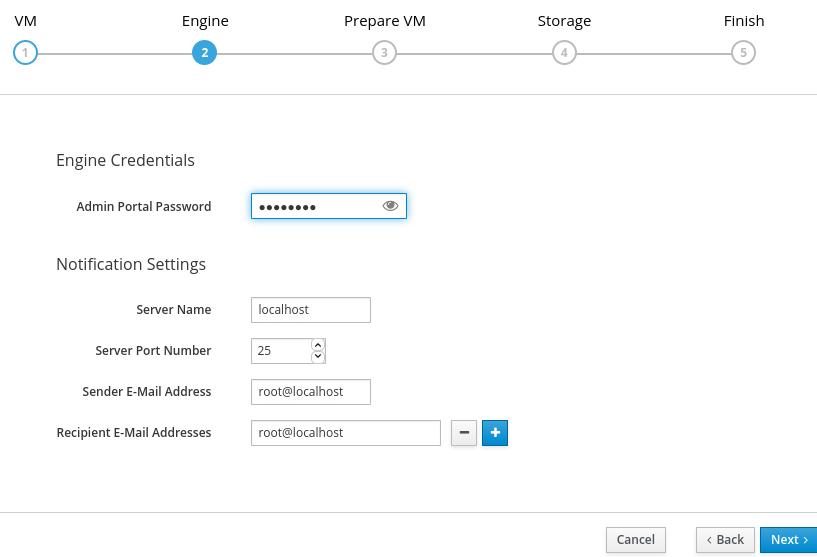 VM Engine Prepare VM Storage Finish
1 2 3 4 5
Engine Credentials
Admin Portal Password ••••••••
Notification Settings
Server Name localhost
Server Port Number 25
Sender E-Mail Address root@localhost
Recipient E-Mail Addresses root@localhost
Cancel < Back Next >